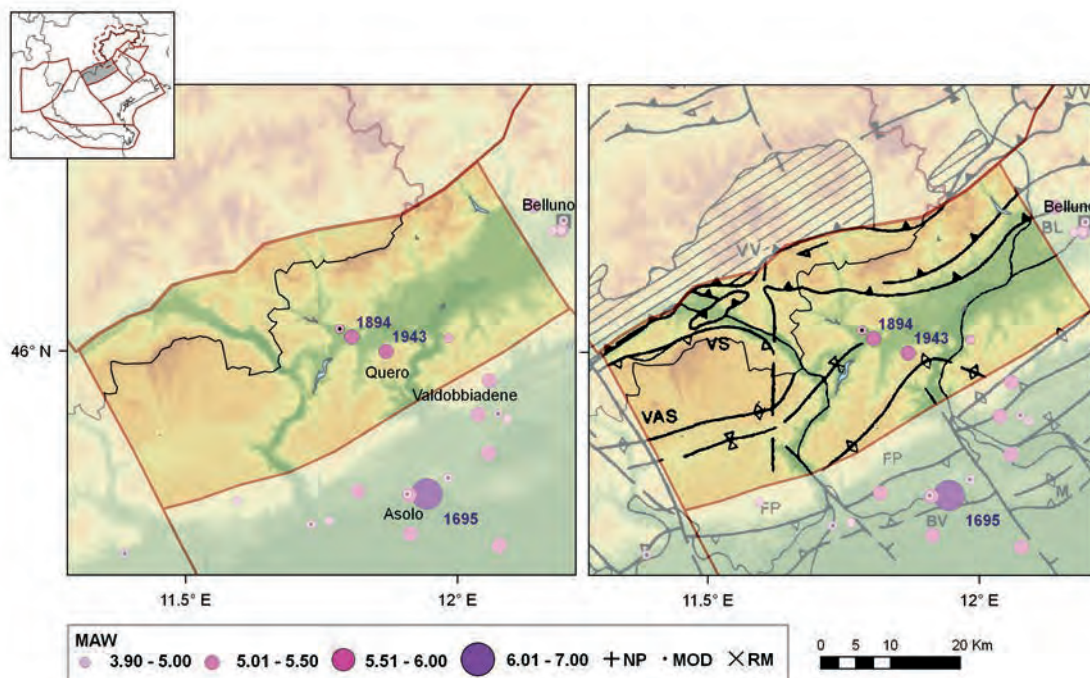 Belluno
1894
1943
46° N
Quero
Valdobbiadene
Asolo
1695
11.5° E
12° E
VV
Belluno
BL
VV
1894
1943
VS
VAS
FP
FP
M
BV
1695
11.5° E
12° E
MAW
3.90 - 5.00 5.01 - 5.50 5.51 - 6.00 6.01 - 7.00 NP MOD RM
0 5 10 20 Km